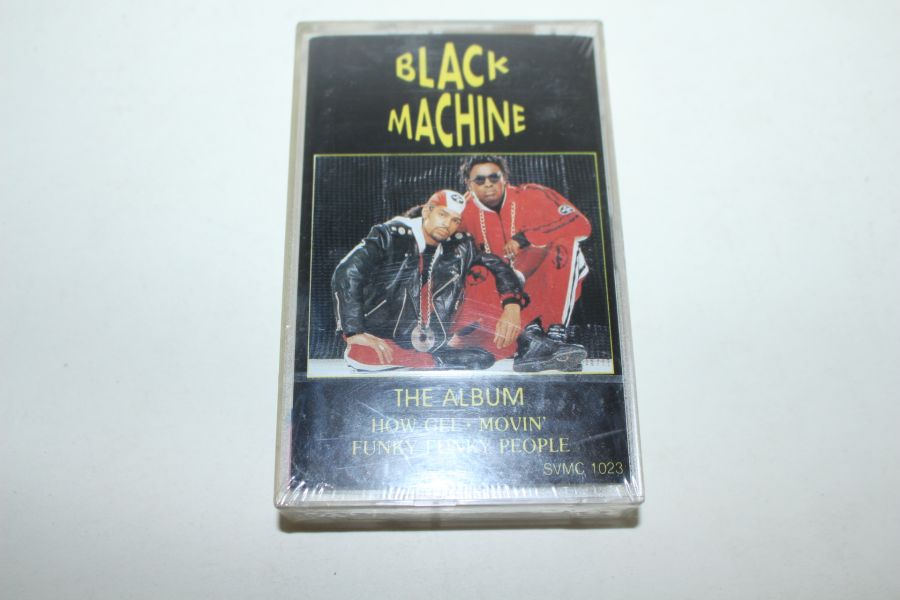 BLACK
MACHINE
THE ALBUM
HOW GEE • MOVIN'
FUNKY FUNKY PEOPLE
SVMC 1023